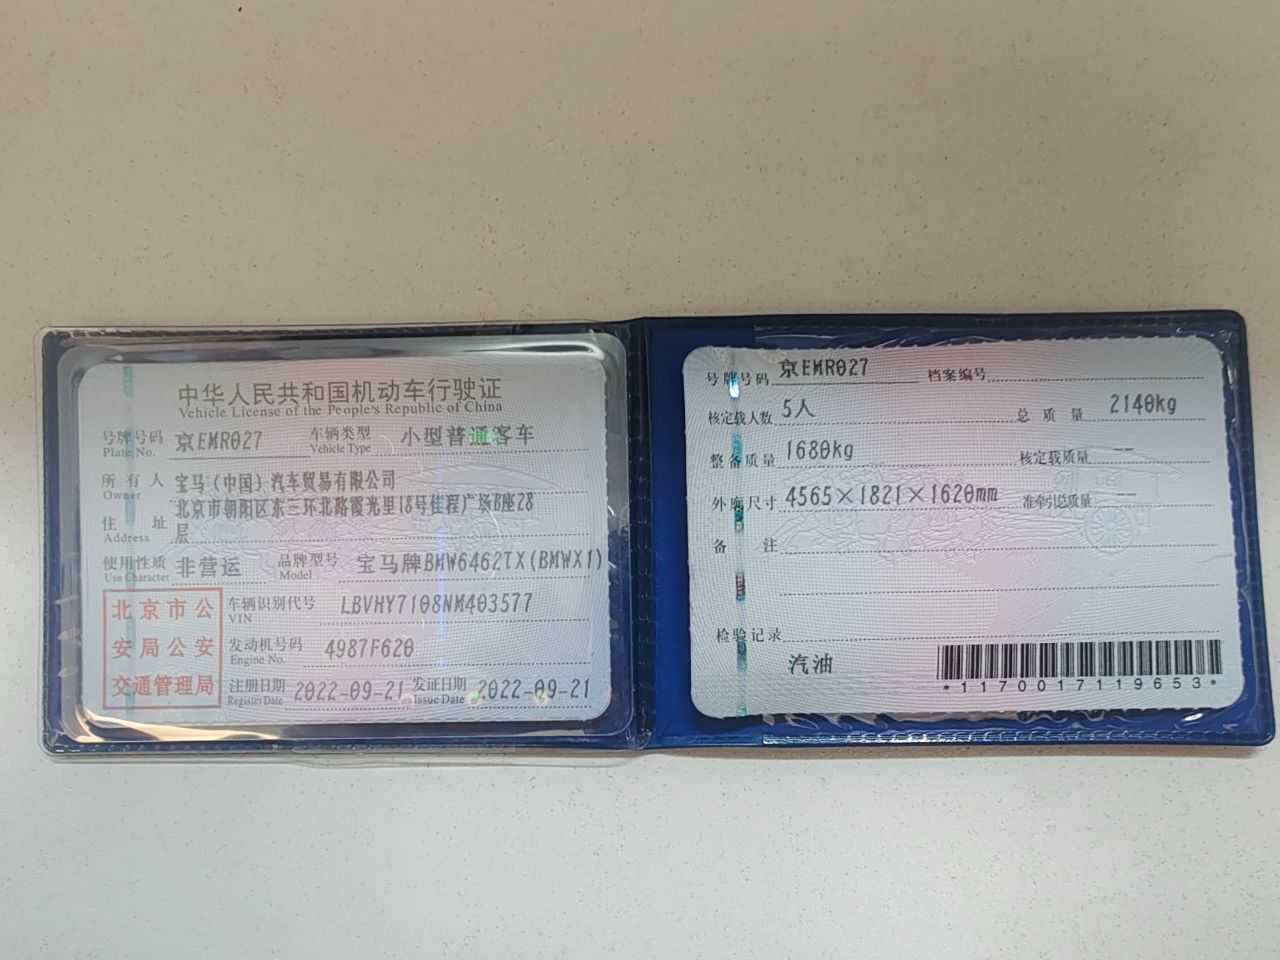 中华人民共和国机动车行驶证
Vehicle License of the People's Republic of China
号牌号码 Plate No. 京EMR027 车辆类型 Vehicle Type 小型普通客车
所有人 Owner 宝马(中国)汽车贸易有限公司
住址 Address 北京市朝阳区东三环北路霞光里18号佳程广场B座28
层
使用性质 Use Character 非营运 品牌型号 Model 宝马牌BMW6462TX(BMWX1)
北京市公
安局公安
交通管理局
车辆识别代号 VIN LBVHY7108NM403577
发动机号码 Engine No. 4987F620
注册日期 Register Date 2022-09-21 发证日期 Issue Date 2022-09-21
号牌号码 京EMR027 档案编号
核定载人数 5人 总质量 2140kg
整备质量 1680kg 核定载质量 --
外廓尺寸 4565×1821×1620mm 准牵引总质量 --
备注
检验记录
汽油
*1170017119653*